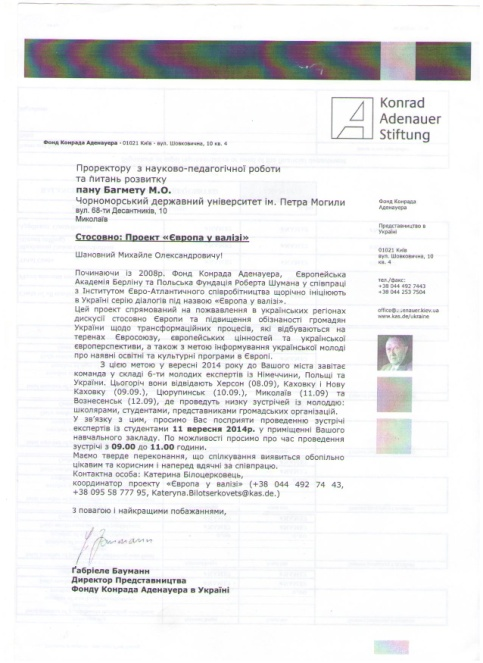 Konrad
Adenauer
Stiftung
Фонд Конрада Аденауера · 01021 Київ · вул. Шовковична, 10 кв. 4
Проректору з науково-педагогічної роботи
та питань розвитку
пану Багмету М.О.
Чорноморський державний університет ім. Петра Могили
вул. 68-ти Десантників, 10
Миколаїв
Стосовно: Проект «Європа у валізі»
Шановний Михайле Олександровичу!
Починаючи із 2008р. Фонд Конрада Аденауера, Європейська
Академія Берліну та Польська Фундація Роберта Шумана у співпраці
з Інститутом Євро-Атлантичного співробітництва щорічно ініціюють
в Україні серію діалогів під назвою «Європа у валізі».
Цей проект спрямований на пожвавлення в українських регіонах
дискусії стосовно Європи та підвищення обізнаності громадян
України щодо трансформаційних процесів, які відбуваються на
теренах Євросоюзу, європейських цінностей та української
європерспективи, а також з метою інформування української молоді
про наявні освітні та культурні програми в Європі.
З цією метою у вересні 2014 року до Вашого міста завітає
команда у складі 6-ти молодих експертів із Німеччини, Польщі та
України. Цьогоріч вони відвідають Херсон (08.09), Каховку і Нову
Каховку (09.09.), Цюрупинськ (10.09.), Миколаїв (11.09) та
Вознесенськ (12.09), де проведуть низку зустрічей із молоддю:
школярами, студентами, представниками громадських організацій.
У зв'язку з цим, просимо Вас посприяти проведенню зустрічі
експертів із студентами 11 вересня 2014р. у приміщенні Вашого
навчального закладу. По можливості просимо про час проведення
зустрічі з 09.00 до 11.00 години.
Маємо тверде переконання, що спілкування виявиться обопільно
цікавим та корисним і наперед вдячні за співпрацю.
Контактна особа: Катерина Білоцерковець,
координатор проекту «Європа у валізі» (+38 044 492 74 43,
+38 095 58 777 95, Kateryna.Bilotserkovets@kas.de.)
З повагою і найкращими побажаннями,
Ґабріеле Бауманн
Директор Представництва
Фонду Конрада Аденауера в Україні
Фонд Конрада
Аденауера
Представництво в
Україні
01021 Київ
вул. Шовковична, 10
кв. 4
тел./факс:
+38 044 492 7443
+38 044 253 7504
www.kas.de/ukraine